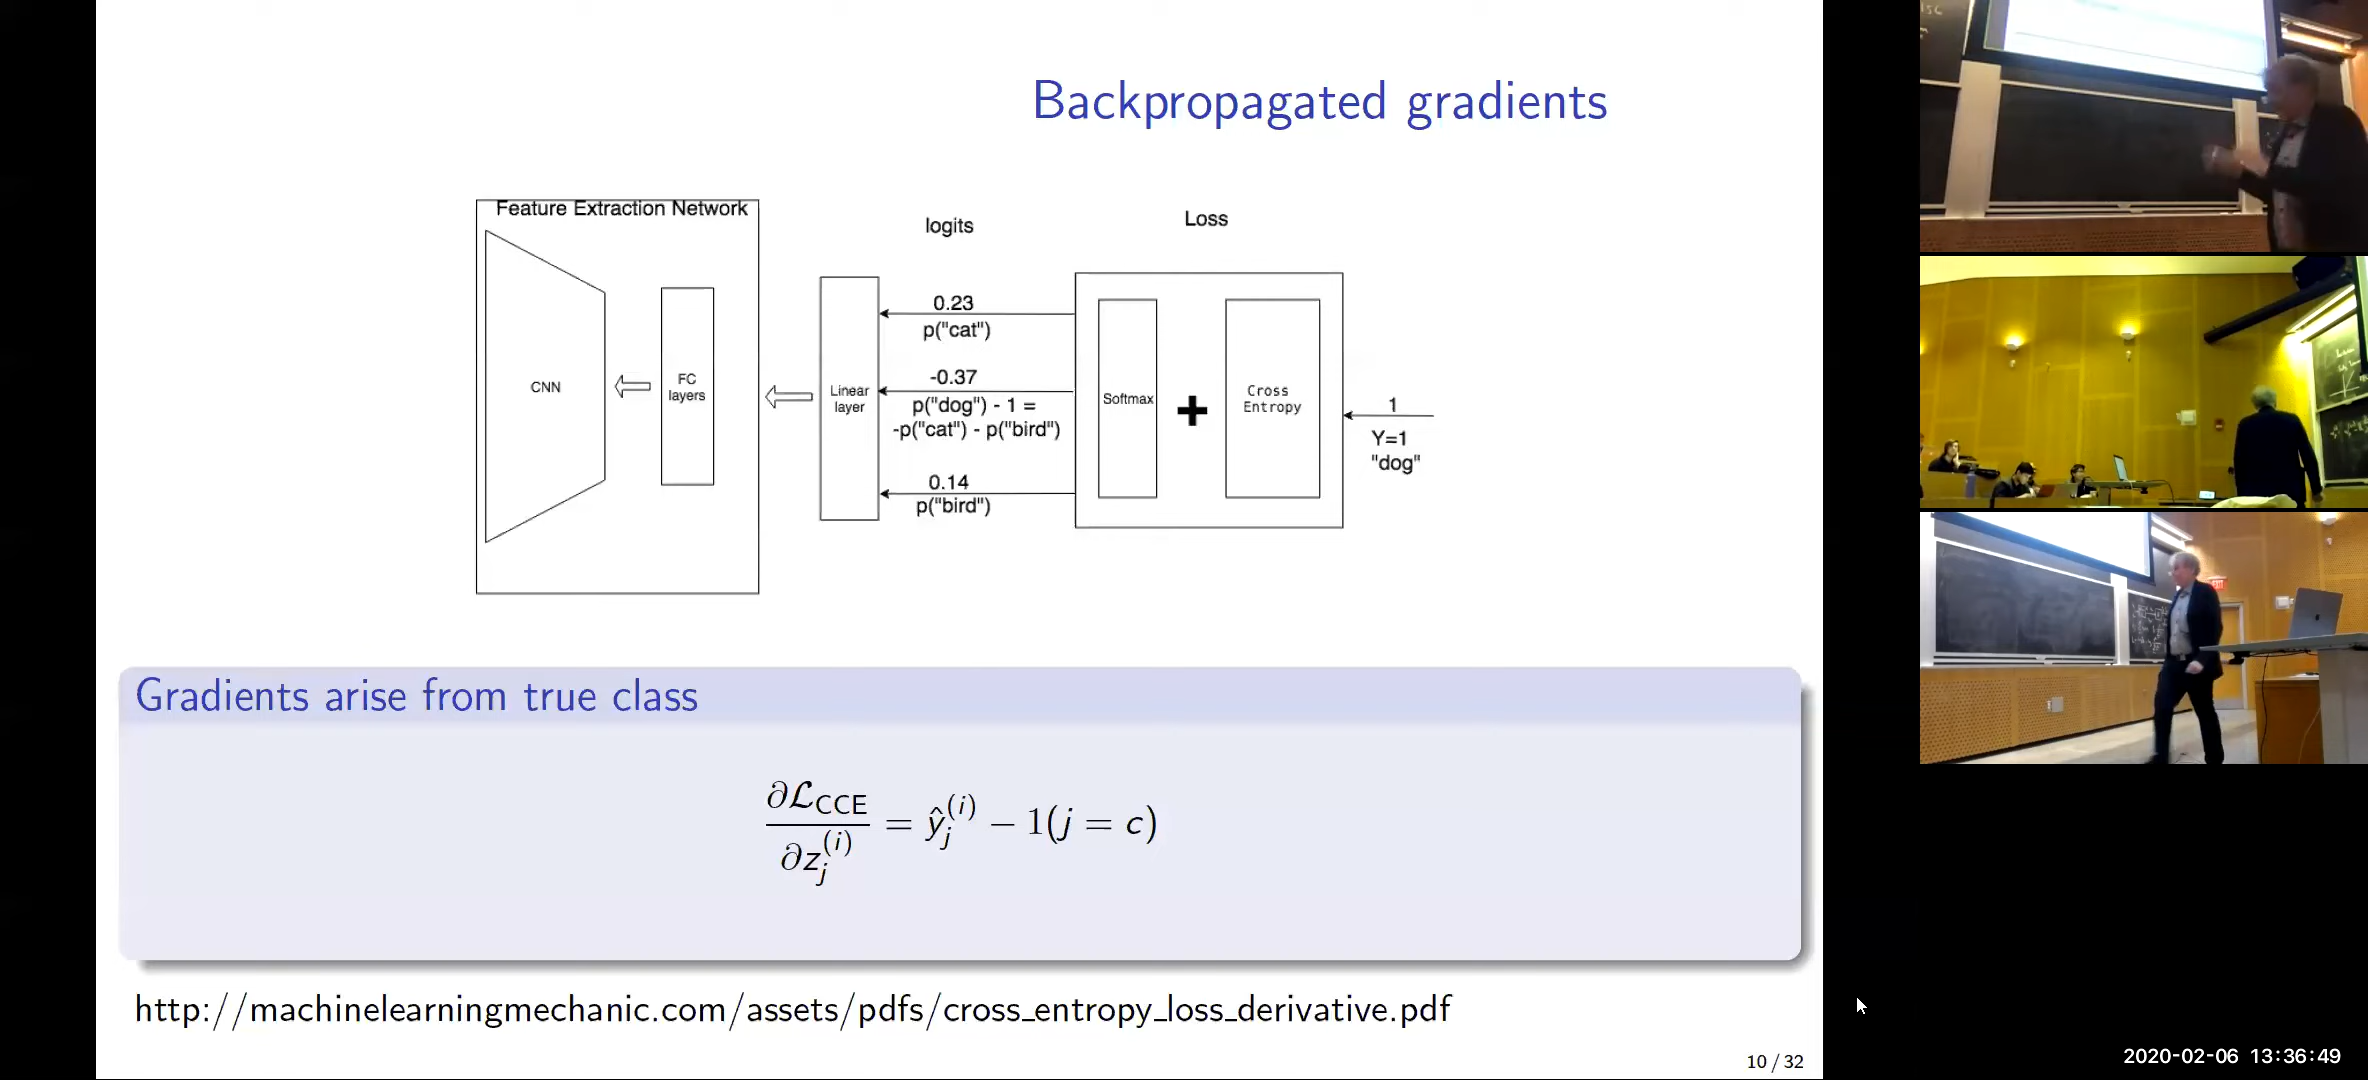 Backpropagated gradients
Feature Extraction Network
logits
Loss
CNN
FC
layers
Linear
layer
0.23
p("cat")
-0.37
p("dog") - 1 =
-p("cat") - p("bird")
0.14
p("bird")
Softmax
+
Cross
Entropy
1
Y=1
"dog"
Gradients arise from true class
∂ℒ_CCE / ∂z_j^(i) = ŷ_j^(i) − 1(j = c)
http://machinelearningmechanic.com/assets/pdfs/cross_entropy_loss_derivative.pdf
10 / 32
EXIT
2020-02-06 13:36:49